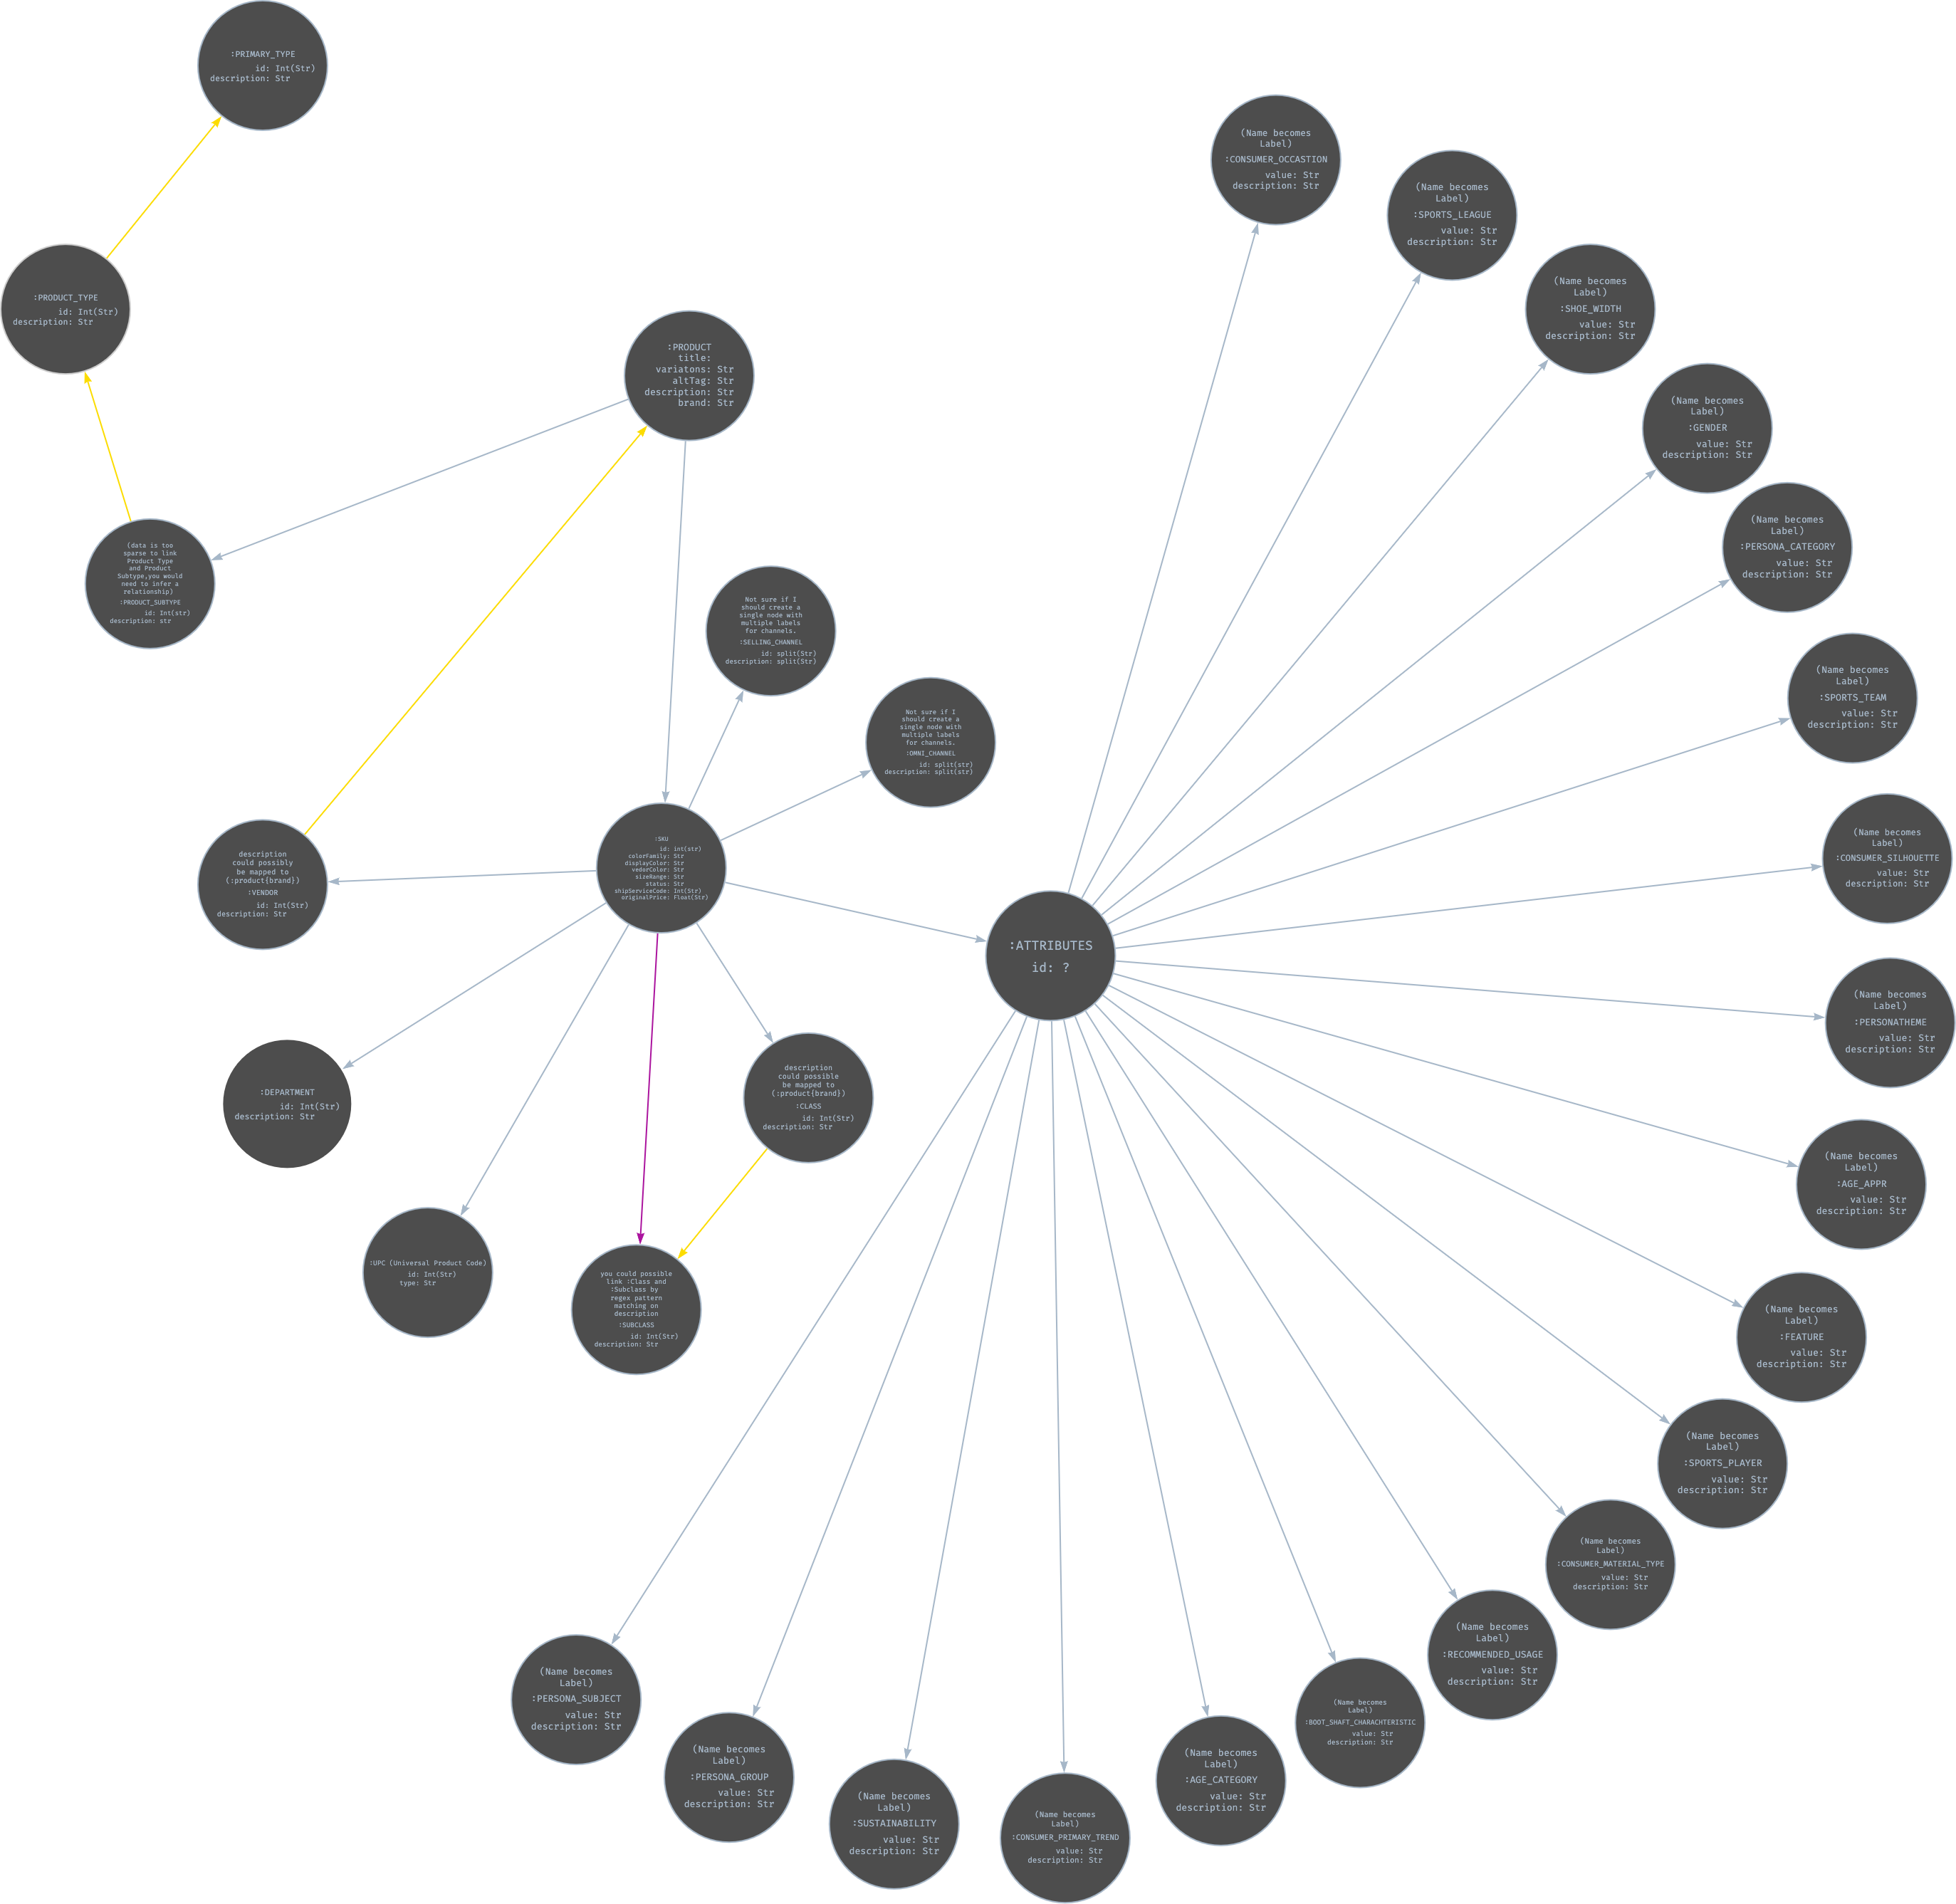 :PRIMARY_TYPE
id: Int(Str)
description: Str
(Name becomes
Label)
:CONSUMER_OCCASTION
value: Str
description: Str
(Name becomes
Label)
:SPORTS_LEAGUE
value: Str
description: Str
:PRODUCT_TYPE
id: Int(Str)
description: Str
(Name becomes
Label)
:SHOE_WIDTH
value: Str
description: Str
:PRODUCT
title:
variatons: Str
altTag: Str
description: Str
brand: Str
(Name becomes
Label)
:GENDER
value: Str
description: Str
(Name becomes
Label)
:PERSONA_CATEGORY
value: Str
description: Str
(data is too
sparse to link
Product Type
and Product
Subtype,you would
need to infer a
relationship)
:PRODUCT_SUBTYPE
id: Int(str)
description: str
Not sure if I
should create a
single node with
multiple labels
for channels.
:SELLING_CHANNEL
id: split(Str)
description: split(Str)
(Name becomes
Label)
:SPORTS_TEAM
value: Str
description: Str
Not sure if I
should create a
single node with
multiple labels
for channels.
:OMNI_CHANNEL
id: split(str)
description: split(str)
(Name becomes
Label)
:CONSUMER_SILHOUETTE
value: Str
description: Str
:SKU
id: int(str)
colorFamily: Str
displayColor: Str
vedorColor: Str
sizeRange: Str
status: Str
shipServiceCode: Int(Str)
originalPrice: Float(Str)
description
could possibly
be mapped to
(:product{brand})
:VENDOR
id: Int(Str)
description: Str
:ATTRIBUTES
id: ?
(Name becomes
Label)
:PERSONATHEME
value: Str
description: Str
:DEPARTMENT
id: Int(Str)
description: Str
description
could possible
be mapped to
(:product{brand})
:CLASS
id: Int(Str)
description: Str
(Name becomes
Label)
:AGE_APPR
value: Str
description: Str
:UPC (Universal Product Code)
id: Int(Str)
type: Str
you could possible
link :Class and
:Subclass by
regex pattern
matching on
description
:SUBCLASS
id: Int(Str)
description: Str
(Name becomes
Label)
:FEATURE
value: Str
description: Str
(Name becomes
Label)
:SPORTS_PLAYER
value: Str
description: Str
(Name becomes
Label)
:CONSUMER_MATERIAL_TYPE
value: Str
description: Str
(Name becomes
Label)
:RECOMMENDED_USAGE
value: Str
description: Str
(Name becomes
Label)
:PERSONA_SUBJECT
value: Str
description: Str
(Name becomes
Label)
:BOOT_SHAFT_CHARACHTERISTIC
value: Str
description: Str
(Name becomes
Label)
:PERSONA_GROUP
value: Str
description: Str
(Name becomes
Label)
:AGE_CATEGORY
value: Str
description: Str
(Name becomes
Label)
:SUSTAINABILITY
value: Str
description: Str
(Name becomes
Label)
:CONSUMER_PRIMARY_TREND
value: Str
description: Str